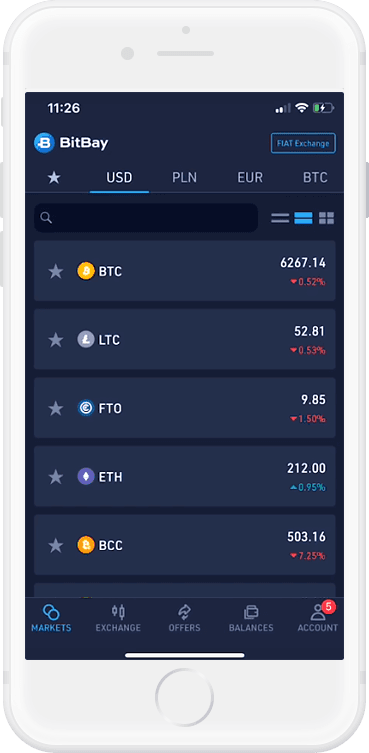 11:26
BitBay
FIAT Exchange
USD PLN EUR BTC
BTC 6267.14
0.52%
LTC 52.81
0.53%
FTO 9.85
1.50%
ETH 212.00
0.95%
BCC 503.16
7.25%
5
MARKETS EXCHANGE OFFERS BALANCES ACCOUNT